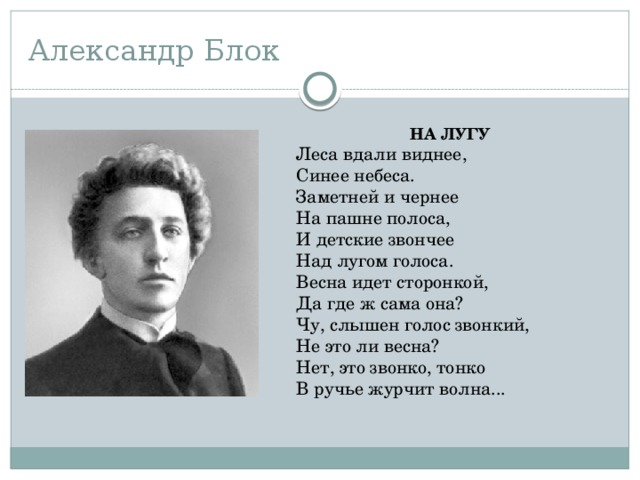 Александр Блок
НА ЛУГУ
Леса вдали виднее,
Синее небеса.
Заметней и чернее
На пашне полоса,
И детские звончее
Над лугом голоса.
Весна идет сторонкой,
Да где ж сама она?
Чу, слышен голос звонкий,
Не это ли весна?
Нет, это звонко, тонко
В ручье журчит волна...